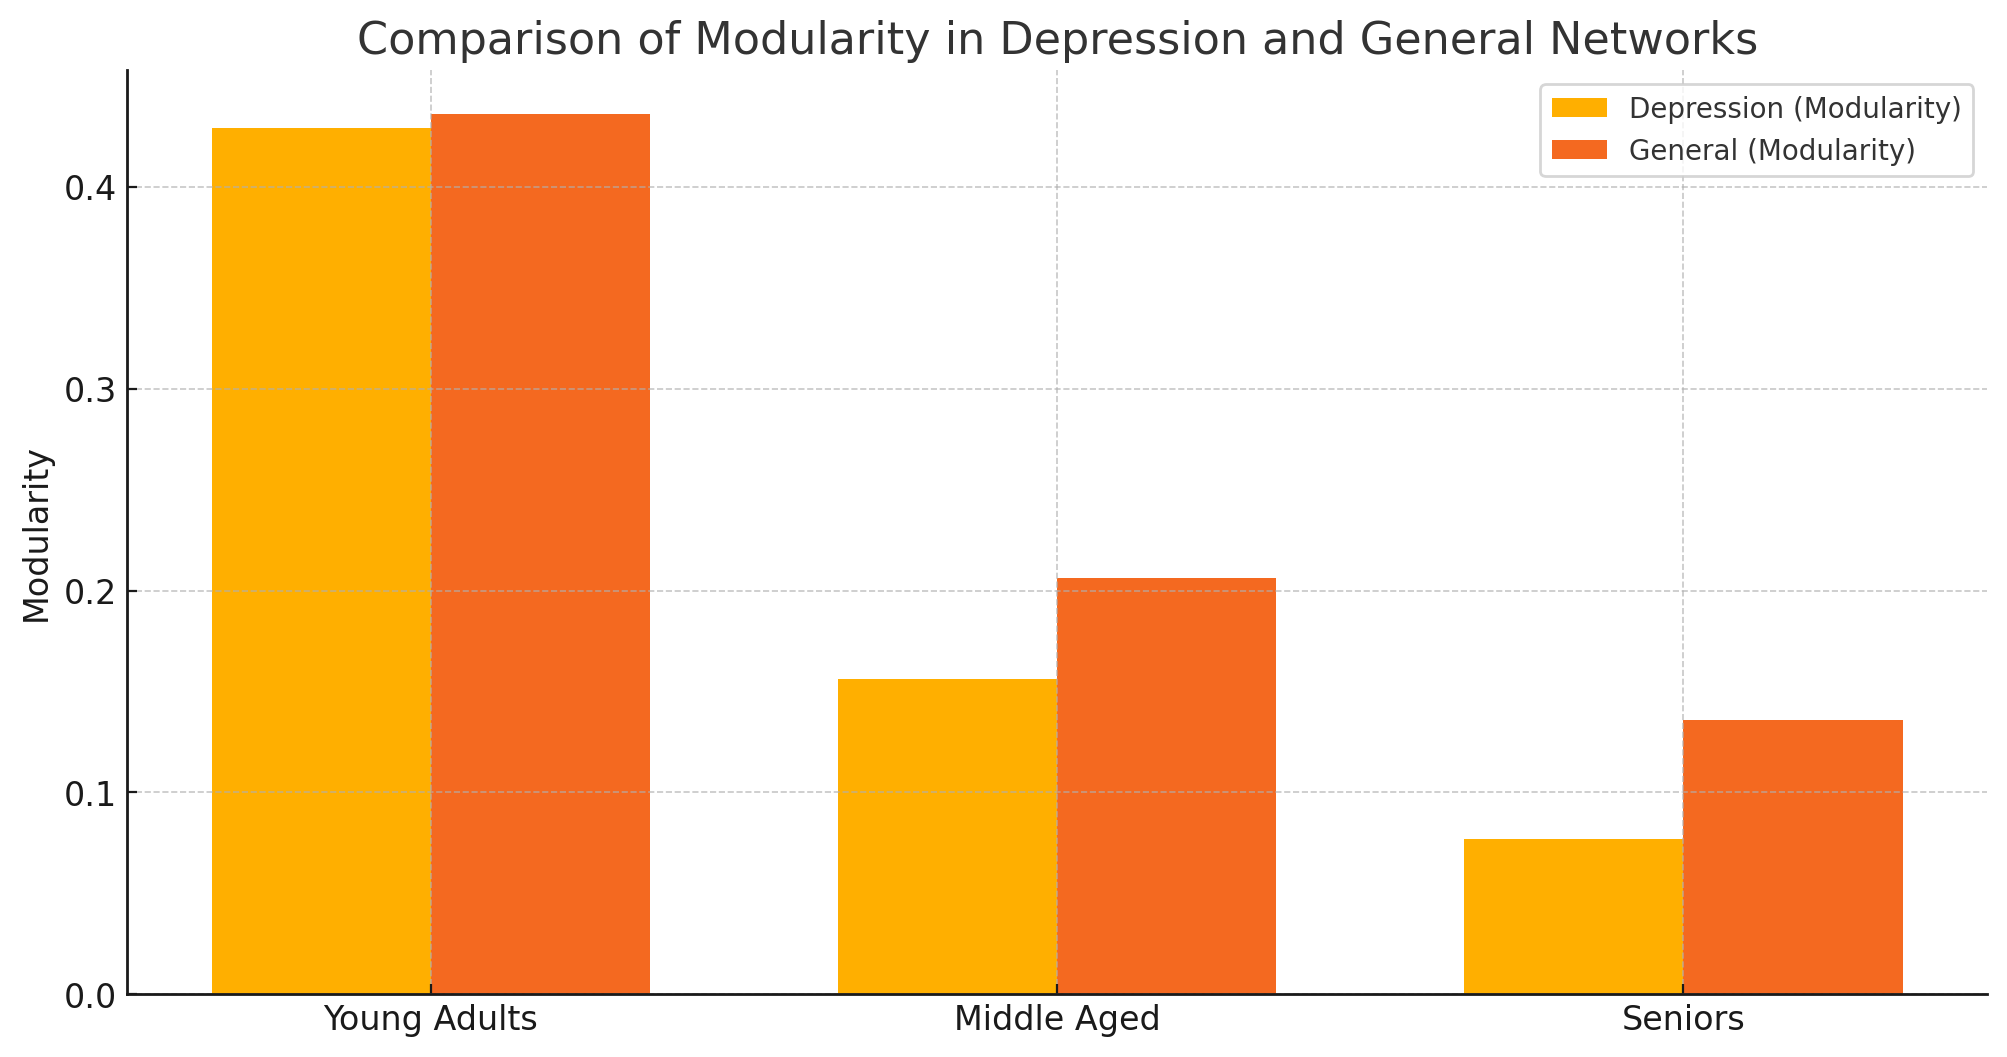 Comparison of Modularity in Depression and General Networks
Depression (Modularity)
General (Modularity)
Modularity
0.4
0.3
0.2
0.1
0.0
Young Adults
Middle Aged
Seniors